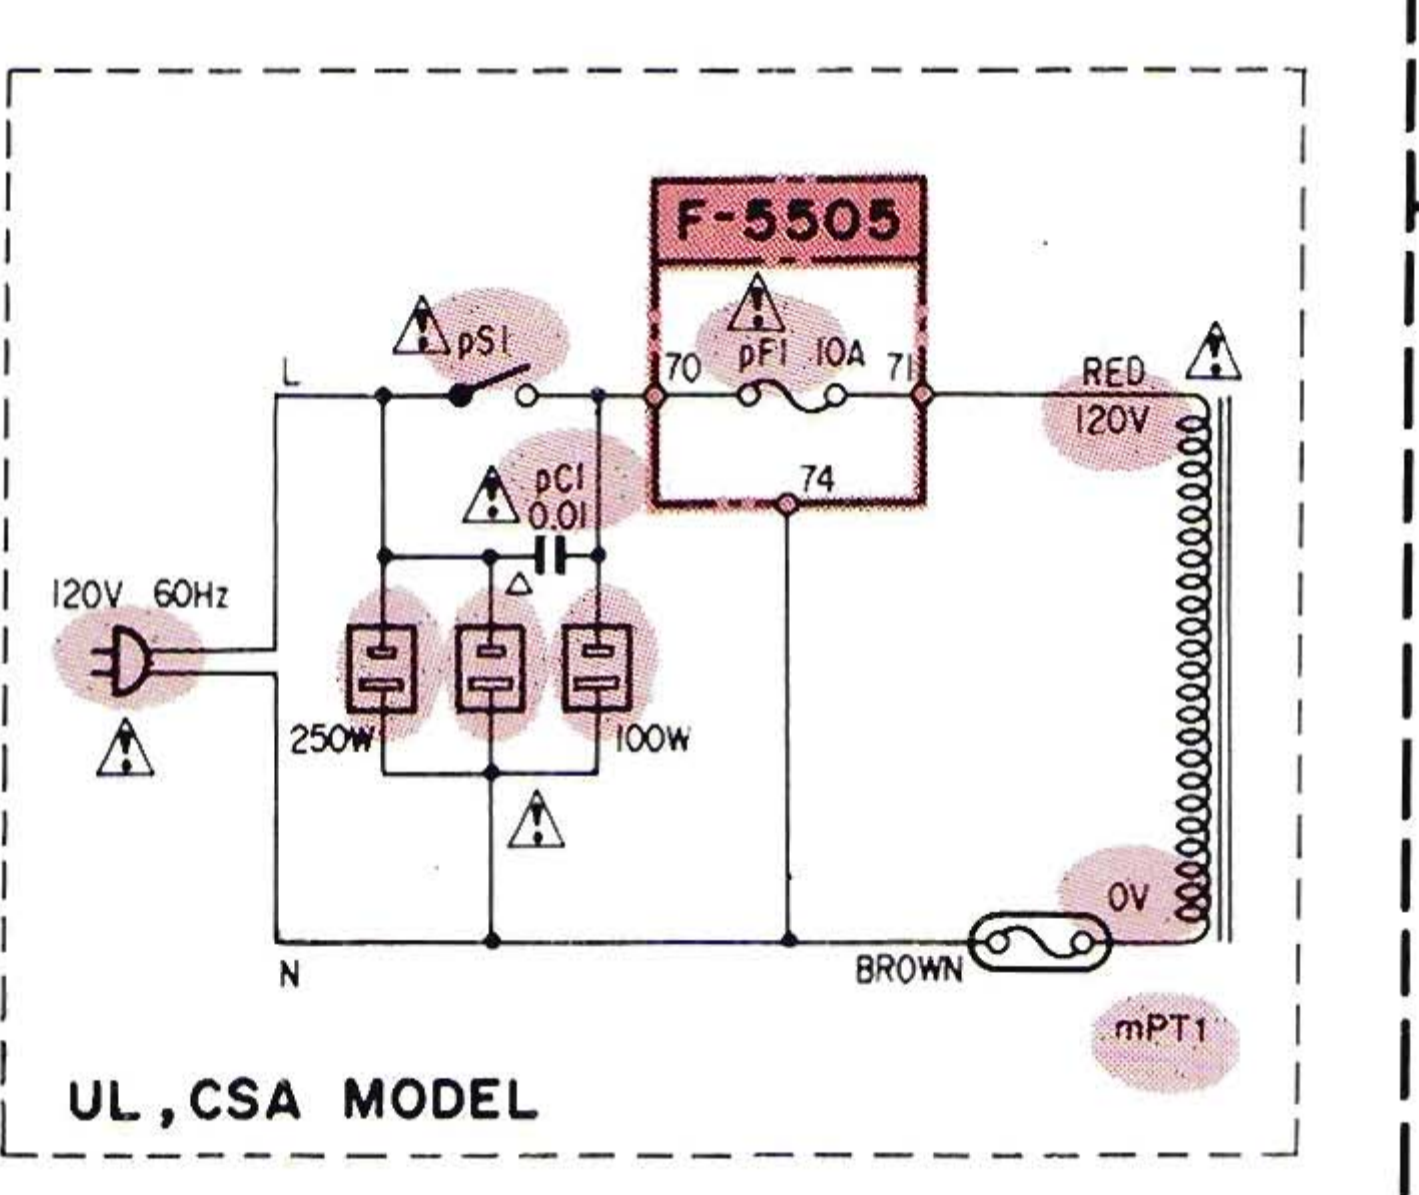 F-5505
pS1
pF1 10A
70
71
L
RED
120V
74
pC1
0.01
120V 60Hz
250W
100W
0V
BROWN
N
mPT1
UL, CSA MODEL